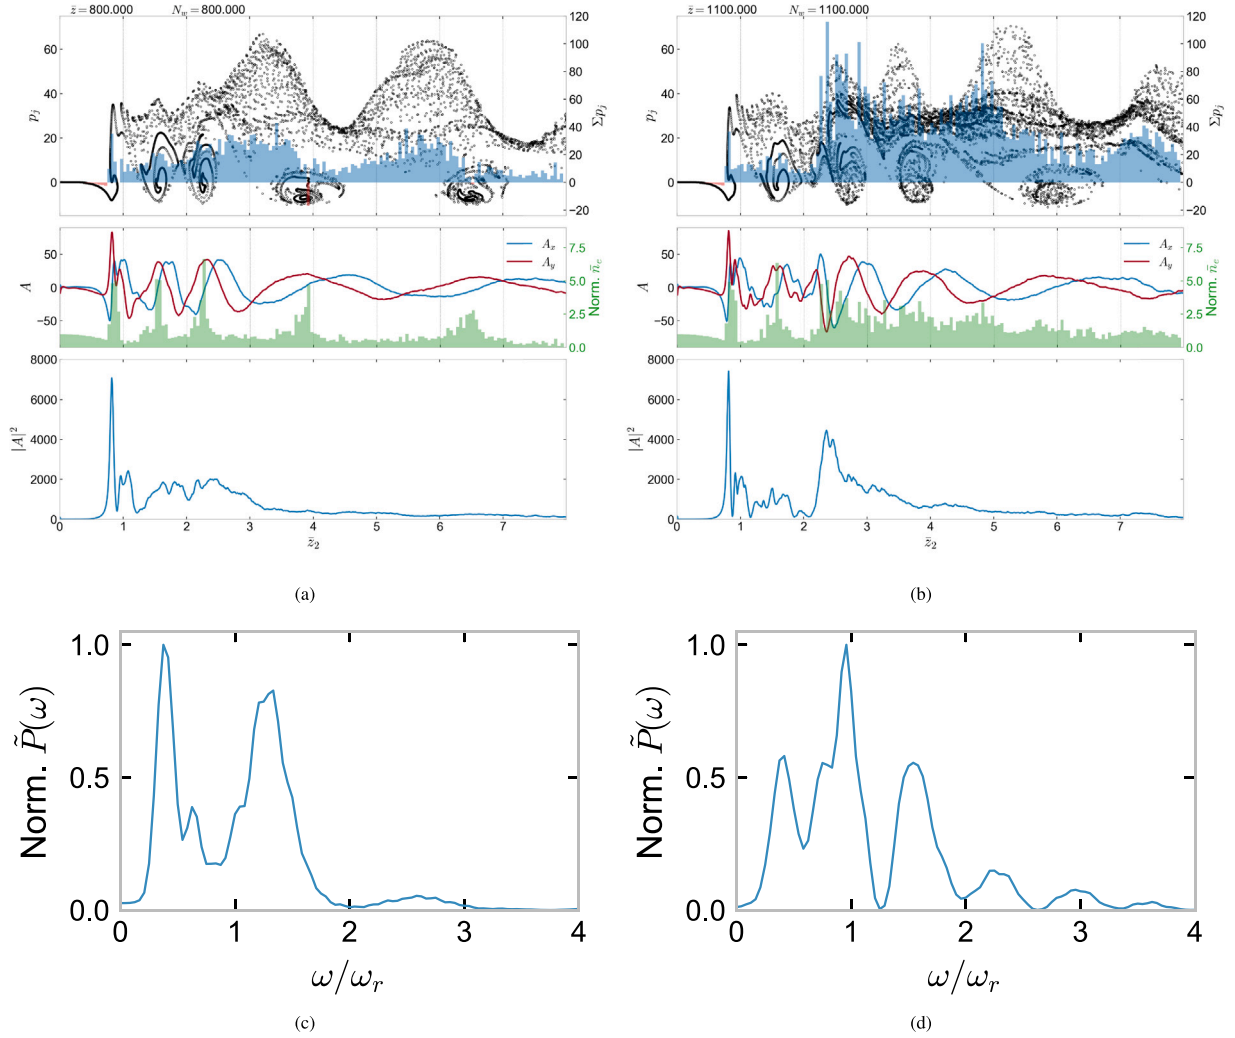 z̄ = 800.000 N_w = 800.000
60
40
20
0
p_j
120
100
80
60
40
20
0
−20
Σp_j
50
0
−50
A
A_x
A_y
7.5
5.0
2.5
0.0
Norm. n̄_e
8000
6000
4000
2000
0
|A|²
0 1 2 3 4 5 6 7
z̄₂
(a)
z̄ = 1100.000 N_w = 1100.000
60
40
20
0
p_j
120
100
80
60
40
20
0
−20
Σp_j
50
0
−50
A
A_x
A_y
7.5
5.0
2.5
0.0
Norm. n̄_e
8000
6000
4000
2000
0
|A|²
0 1 2 3 4 5 6 7
z̄₂
(b)
1.0
0.5
0.0
Norm. P̃(ω)
0 1 2 3 4
ω/ω_r
(c)
1.0
0.5
0.0
Norm. P̃(ω)
0 1 2 3 4
ω/ω_r
(d)